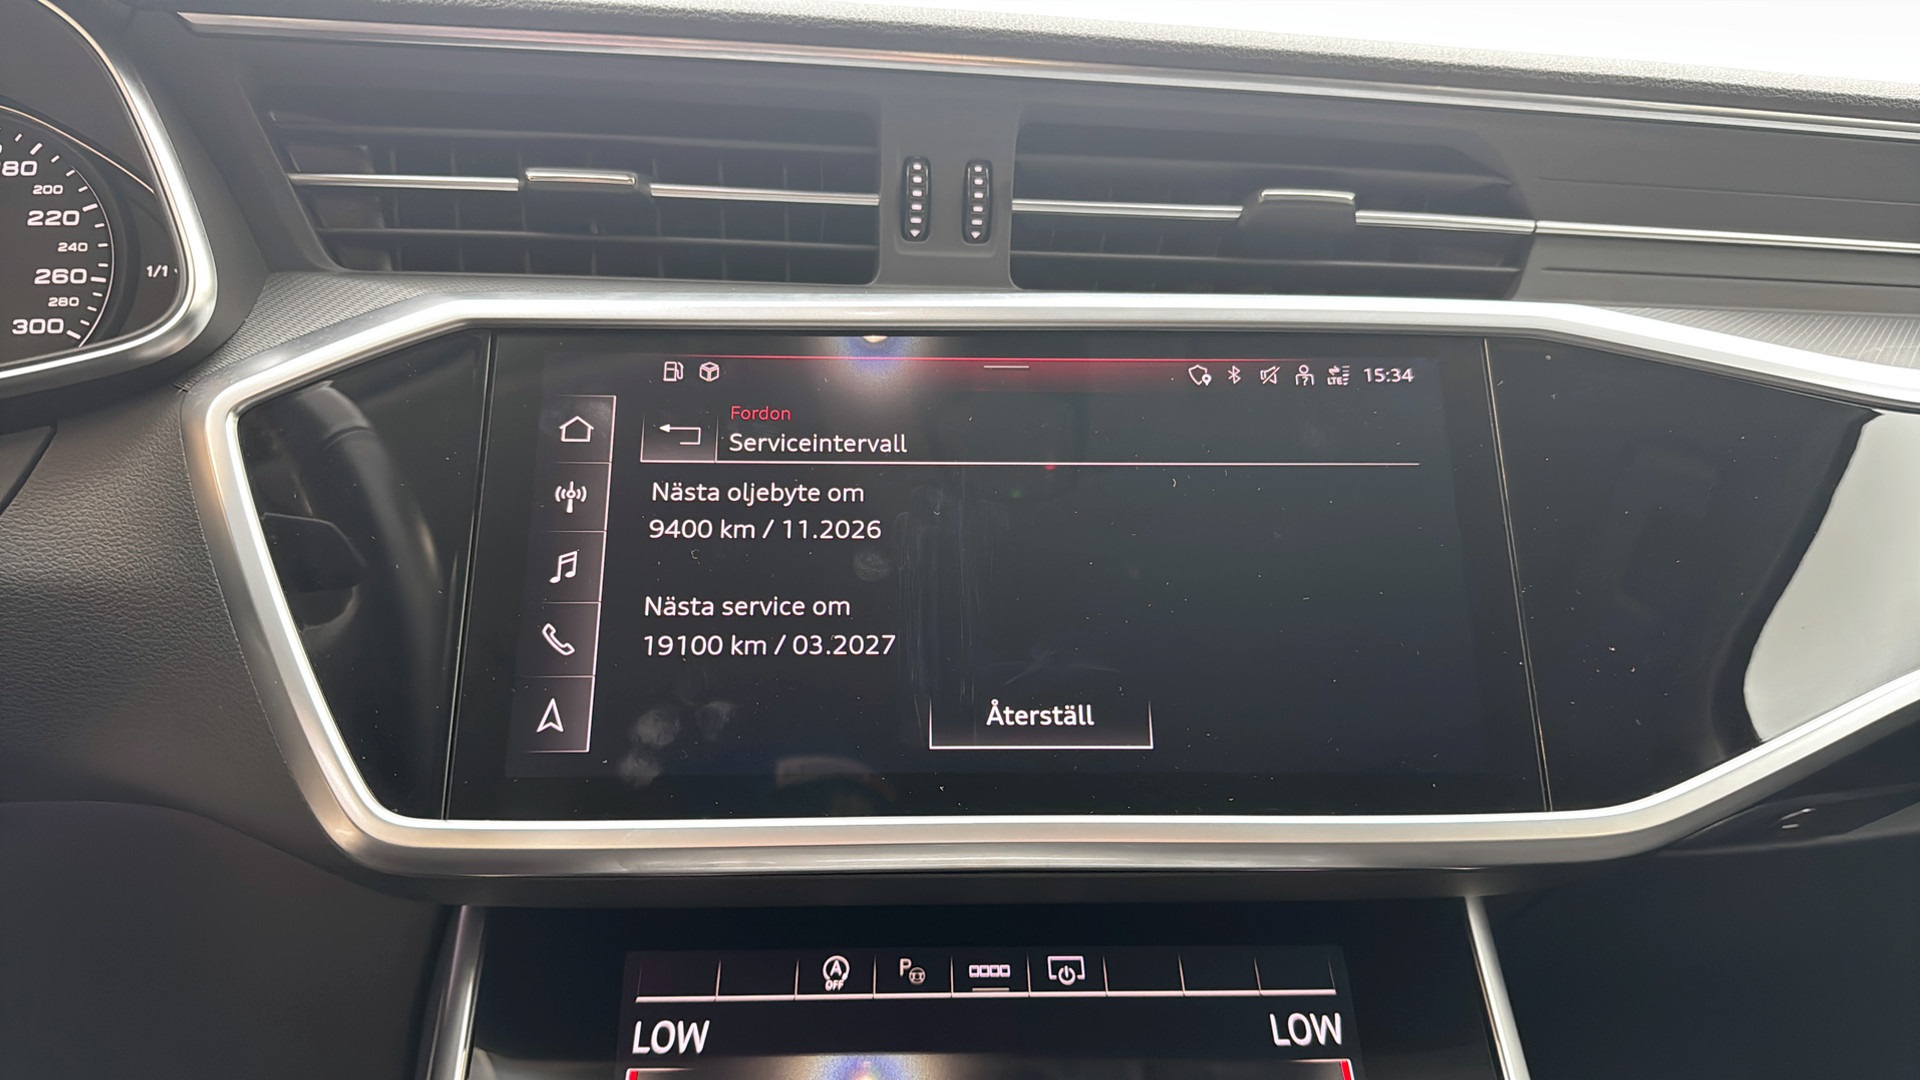 80
200
220
240
260
280
300
1/1
LTE
15:34
Fordon
Serviceintervall
Nästa oljebyte om
9400 km / 11.2026
Nästa service om
19100 km / 03.2027
Återställ
A
OFF
P
LOW
LOW